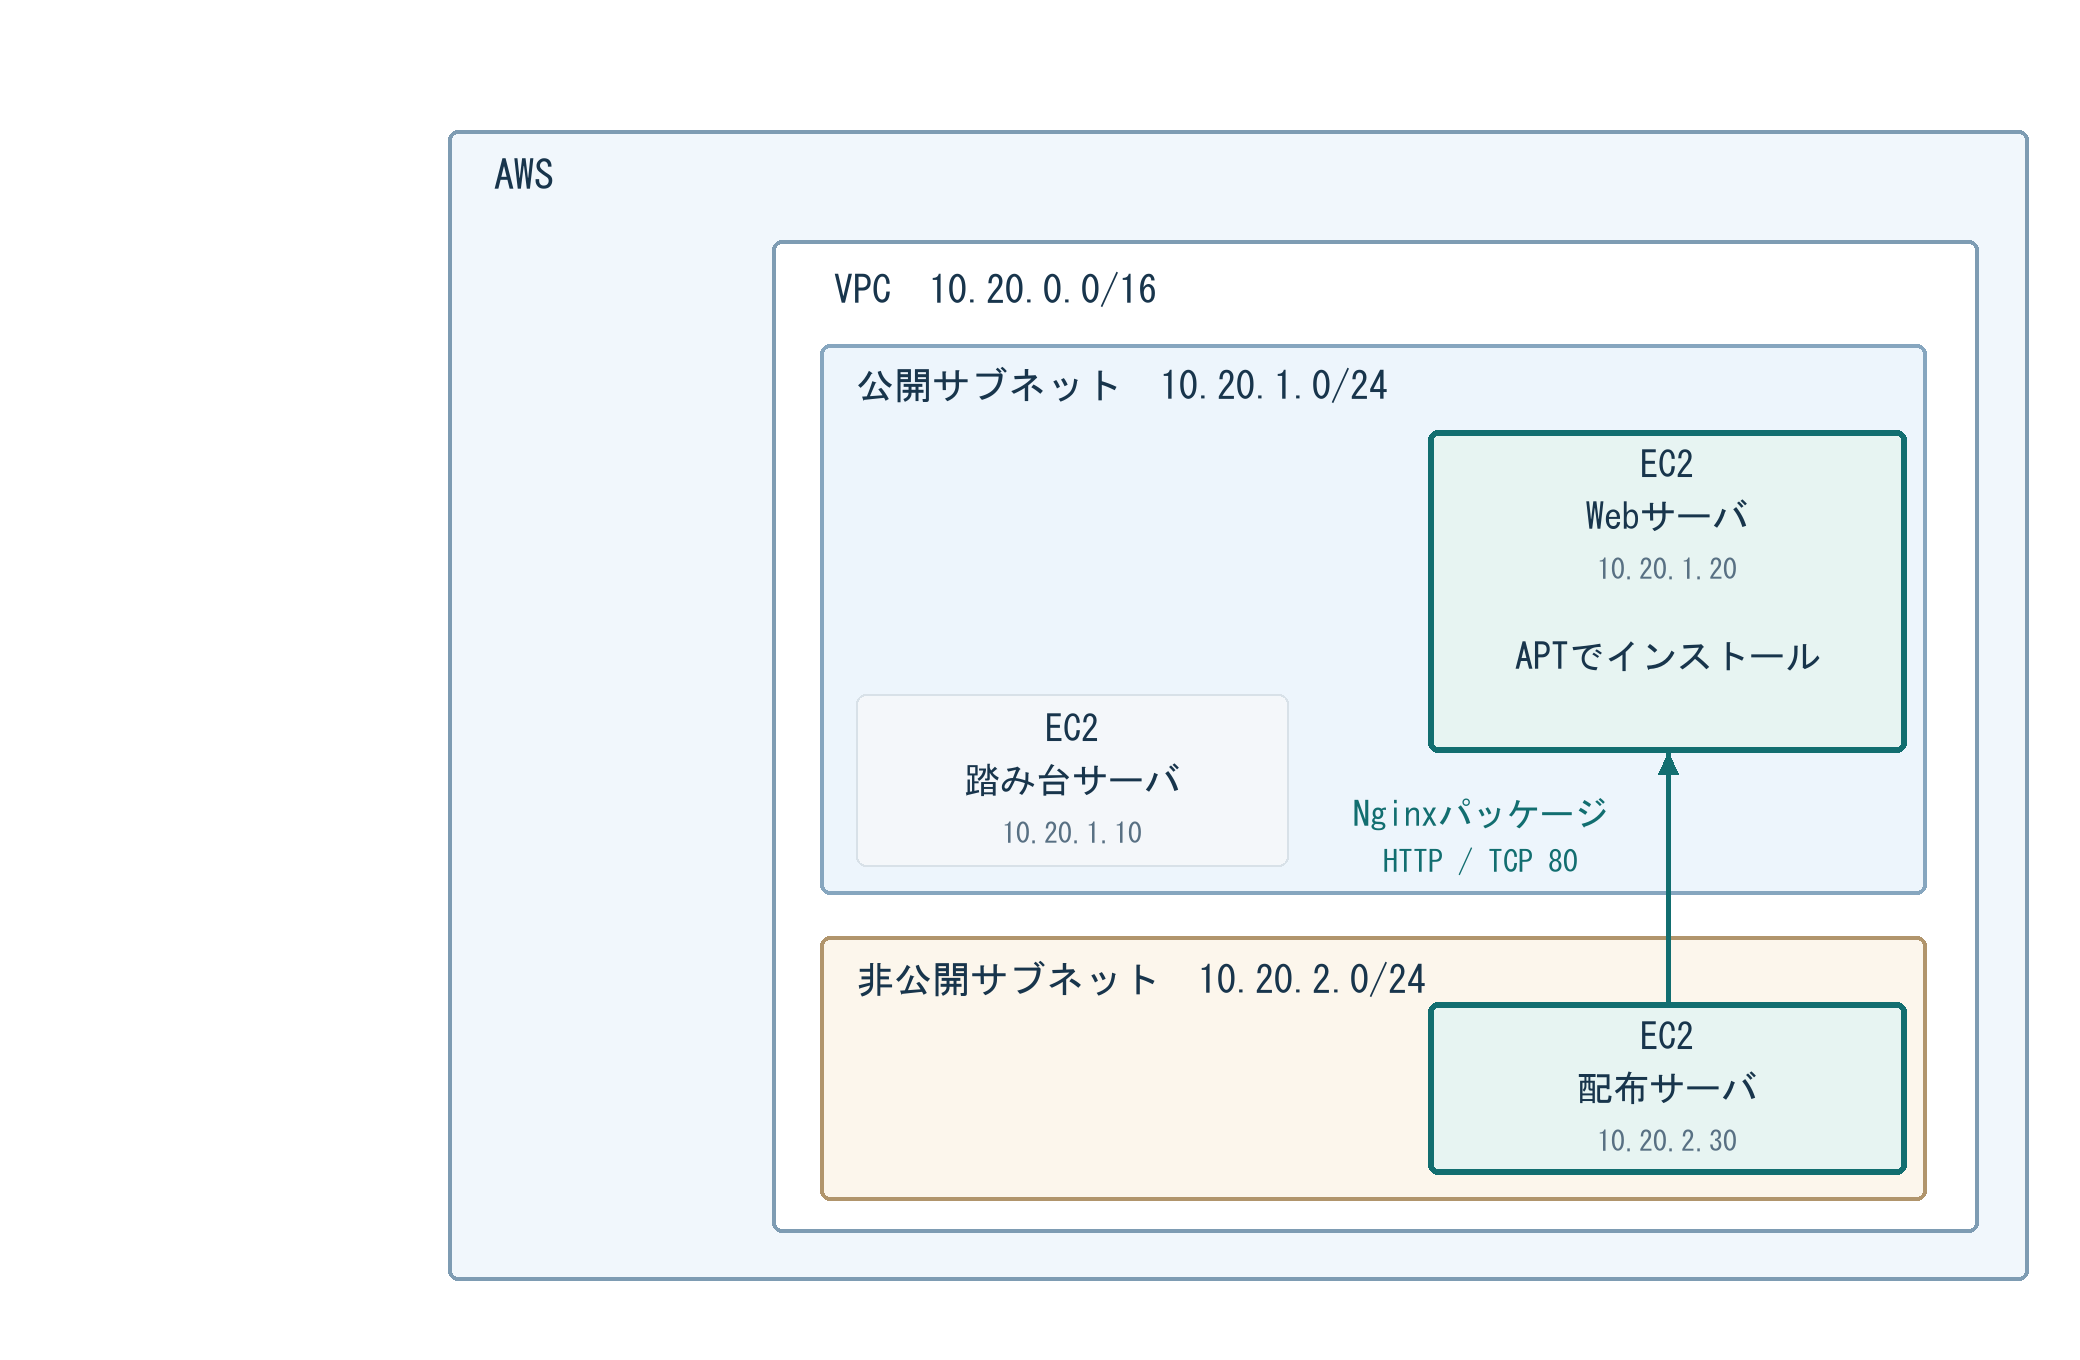 AWS
VPC　10.20.0.0/16
公開サブネット　10.20.1.0/24
EC2
Webサーバ
10.20.1.20
APTでインストール
EC2
踏み台サーバ
10.20.1.10
Nginxパッケージ
HTTP / TCP 80
非公開サブネット　10.20.2.0/24
EC2
配布サーバ
10.20.2.30